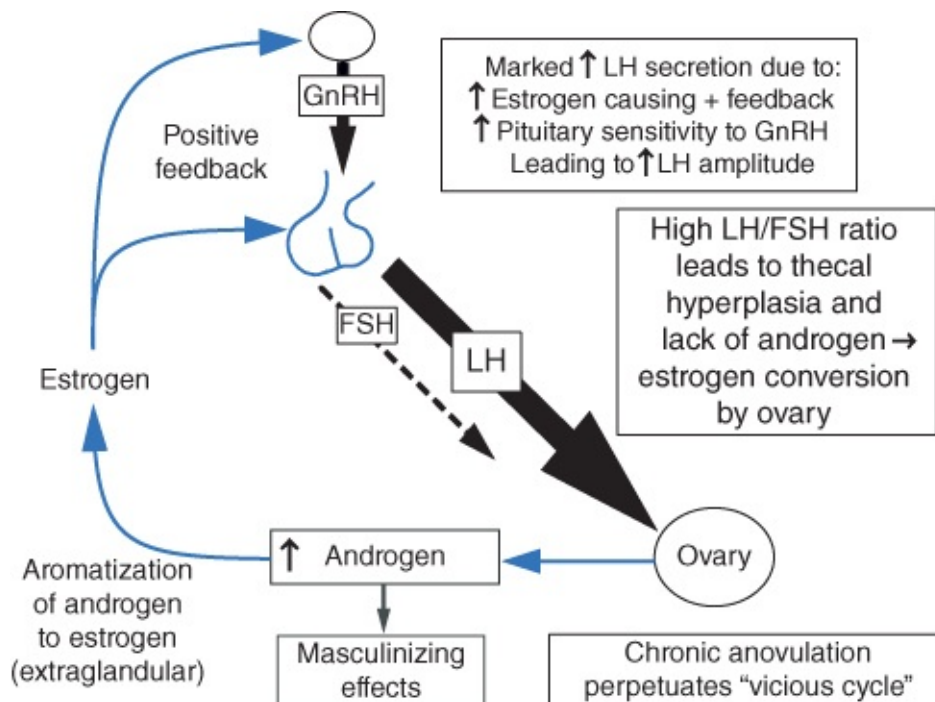 GnRH
Positive
feedback
Marked ↑ LH secretion due to:
↑ Estrogen causing + feedback
↑ Pituitary sensitivity to GnRH
Leading to ↑ LH amplitude
High LH/FSH ratio
leads to thecal
hyperplasia and
lack of androgen →
estrogen conversion
by ovary
FSH
LH
Estrogen
↑ Androgen
Ovary
Aromatization
of androgen
to estrogen
(extraglandular)
Masculinizing
effects
Chronic anovulation
perpetuates “vicious cycle”